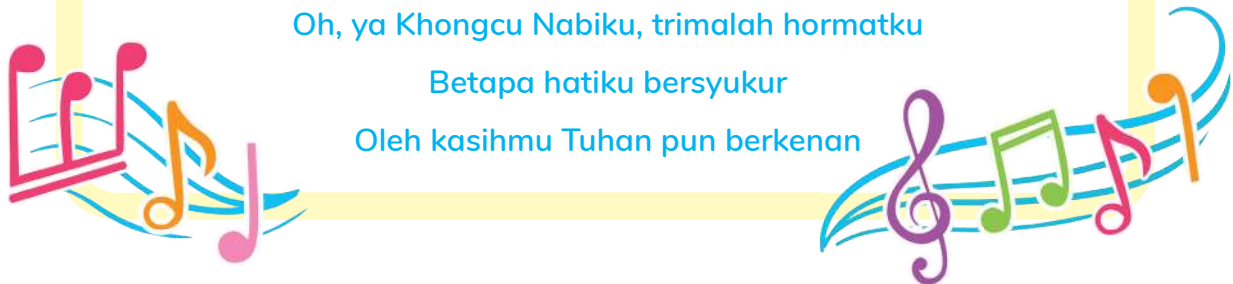 Oh, ya Khongcu Nabiku, trimalah hormatku
Betapa hatiku bersyukur
Oleh kasihmu Tuhan pun berkenan